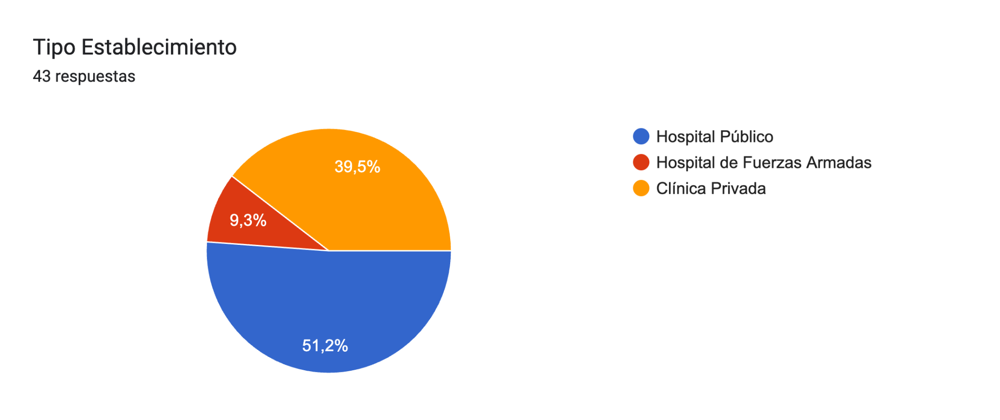 Tipo Establecimiento
43 respuestas
39,5%
9,3%
51,2%
Hospital Público
Hospital de Fuerzas Armadas
Clínica Privada